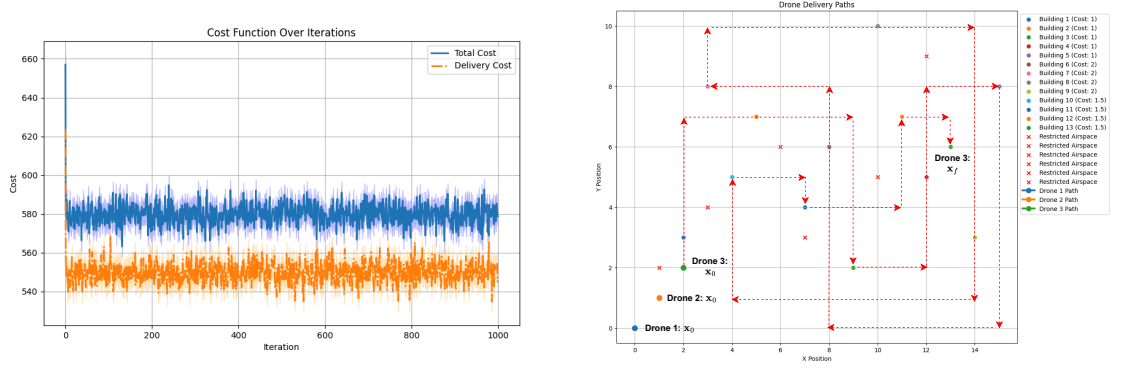 Cost Function Over Iterations
Total Cost
Delivery Cost
660
640
620
600
580
560
540
Cost
0
200
400
600
800
1000
Iteration
Drone Delivery Paths
10
8
6
4
2
0
Y Position
0
2
4
6
8
10
12
14
X Position
Drone 3:
x_f
Drone 3:
x_0
Drone 2: x_0
Drone 1: x_0
Building 1 (Cost: 1)
Building 2 (Cost: 1)
Building 3 (Cost: 1)
Building 4 (Cost: 1)
Building 5 (Cost: 1)
Building 6 (Cost: 2)
Building 7 (Cost: 2)
Building 8 (Cost: 2)
Building 9 (Cost: 2)
Building 10 (Cost: 1.5)
Building 11 (Cost: 1.5)
Building 12 (Cost: 1.5)
Building 13 (Cost: 1.5)
Restricted Airspace
Restricted Airspace
Restricted Airspace
Restricted Airspace
Restricted Airspace
Restricted Airspace
Restricted Airspace
Drone 1 Path
Drone 2 Path
Drone 3 Path